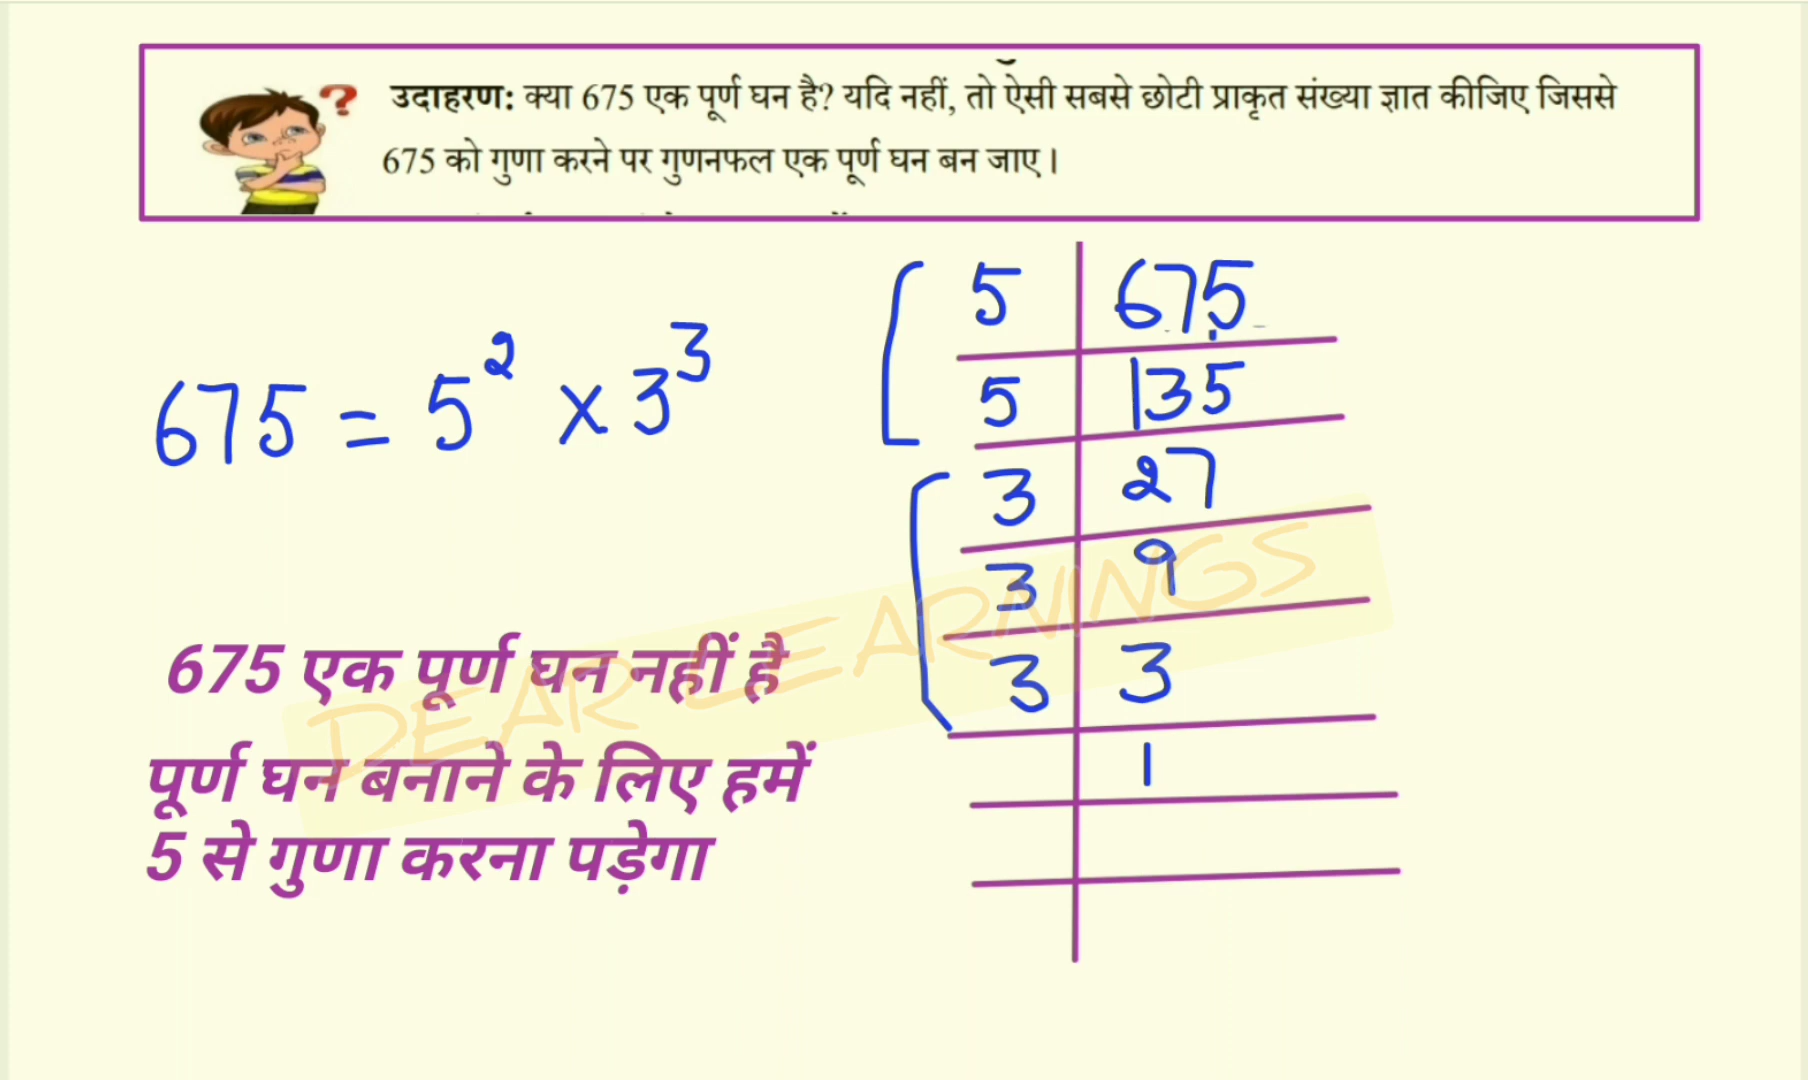 उदाहरण: क्या 675 एक पूर्ण घन है? यदि नहीं, तो ऐसी सबसे छोटी प्राकृत संख्या ज्ञात कीजिए जिससे
675 को गुणा करने पर गुणनफल एक पूर्ण घन बन जाए।
675 = 5² × 3³
5 | 675
5 | 135
3 | 27
3 | 9
3 | 3
1
675 एक पूर्ण घन नहीं है
पूर्ण घन बनाने के लिए हमें
5 से गुणा करना पड़ेगा
DEAR LEARNINGS